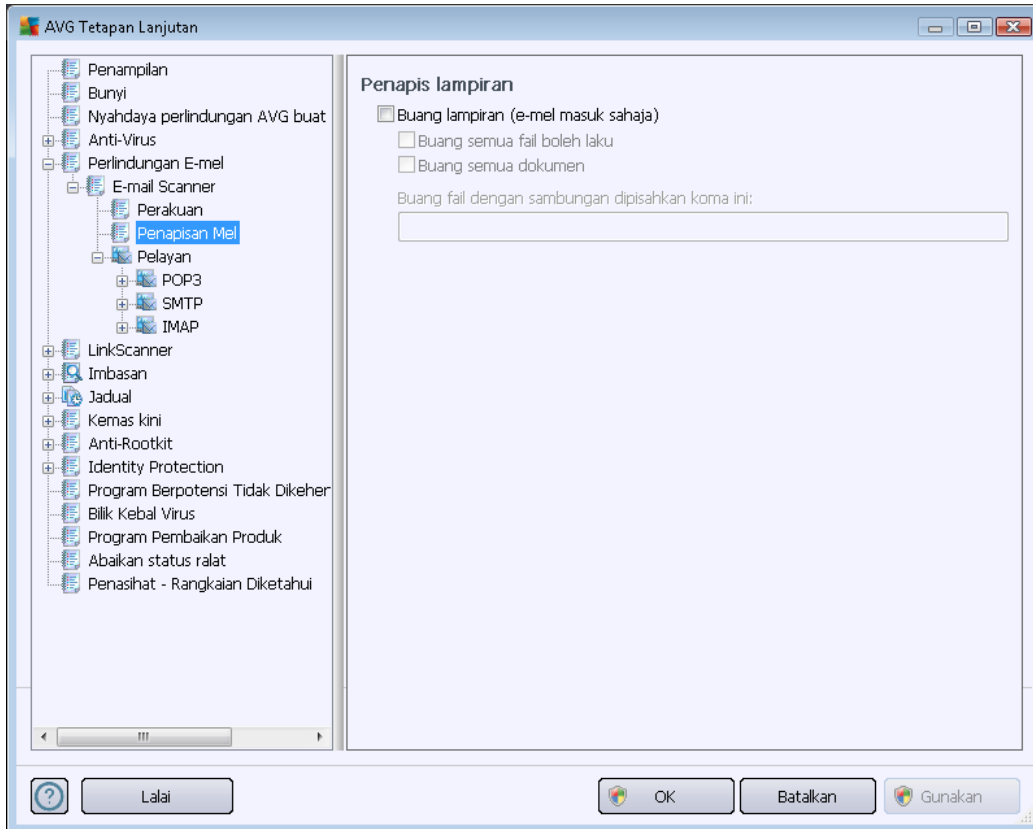 AVG Tetapan Lanjutan
Penampilan
Bunyi
Nyahdaya perlindungan AVG buat
Anti-Virus
Perlindungan E-mel
E-mail Scanner
Perakuan
Penapisan Mel
Pelayan
POP3
SMTP
IMAP
LinkScanner
Imbasan
Jadual
Kemas kini
Anti-Rootkit
Identity Protection
Program Berpotensi Tidak Dikeher
Bilik Kebal Virus
Program Pembaikan Produk
Abaikan status ralat
Penasihat - Rangkaian Diketahui
Penapis lampiran
Buang lampiran (e-mel masuk sahaja)
Buang semua fail boleh laku
Buang semua dokumen
Buang fail dengan sambungan dipisahkan koma ini:
Lalai
OK
Batalkan
Gunakan